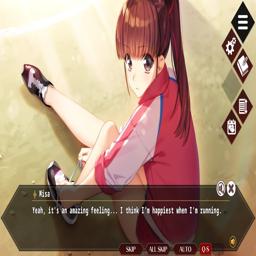 Misa
Yeah, it's an amazing feeling... I think I'm happiest when I'm running.
SKIP
ALL SKIP
AUTO
Q·S